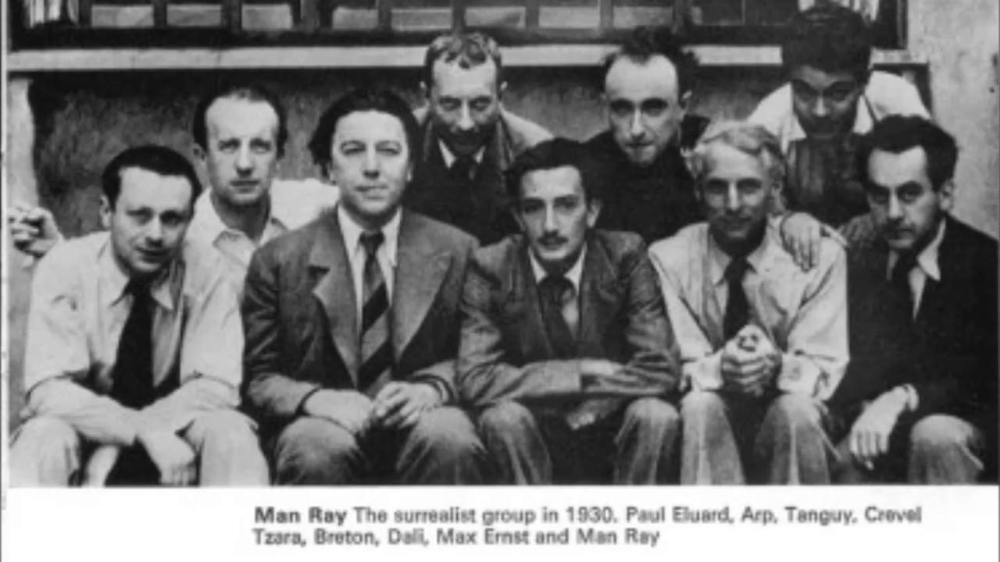 Man Ray The surrealist group in 1930. Paul Eluard, Arp, Tanguy, Crevel
Tzara, Breton, Dali, Max Ernst and Man Ray